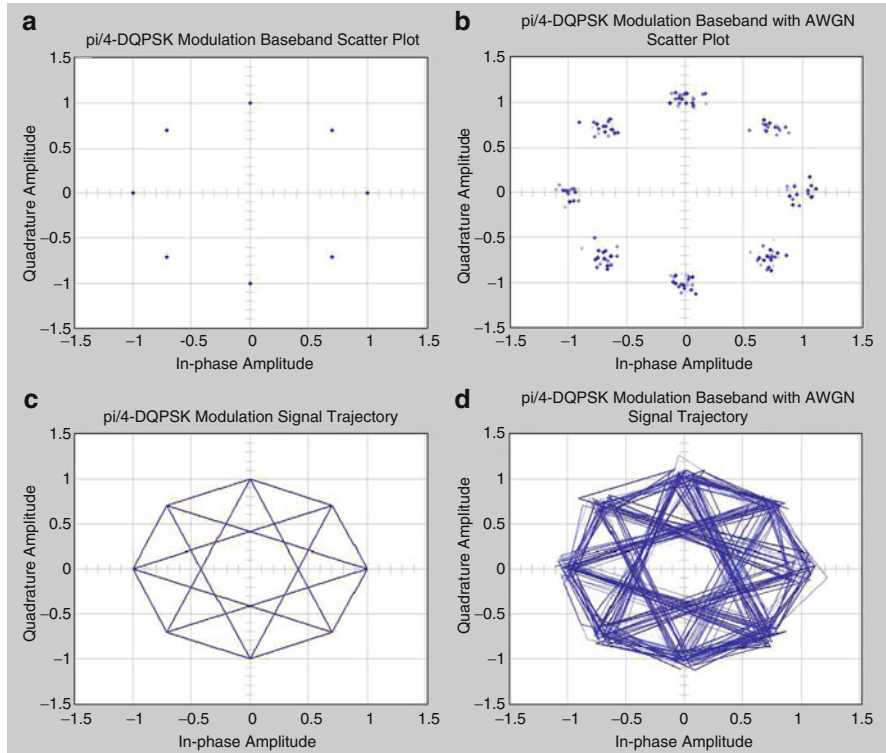 a
pi/4-DQPSK Modulation Baseband Scatter Plot
1.5
1
0.5
0
−0.5
−1
−1.5
Quadrature Amplitude
−1.5 −1 -0.5 0 0.5 1 1.5
In-phase Amplitude
b
pi/4-DQPSK Modulation Baseband with AWGN
Scatter Plot
1.5
1
0.5
0
−0.5
−1
−1.5
Quadrature Amplitude
−1.5 −1 −0.5 0 0.5 1 1.5
In-phase Amplitude
c
pi/4-DQPSK Modulation Signal Trajectory
1.5
1
0.5
0
−0.5
−1
−1.5
Quadrature Amplitude
−1.5 −1 −0.5 0 0.5 1 1.5
In-phase Amplitude
d
pi/4-DQPSK Modulation Baseband with AWGN
Signal Trajectory
1.5
1
0.5
0
−0.5
−1
−1.5
Quadrature Amplitude
−1.5 −1 −0.5 0 0.5 1 1.5
In-phase Amplitude